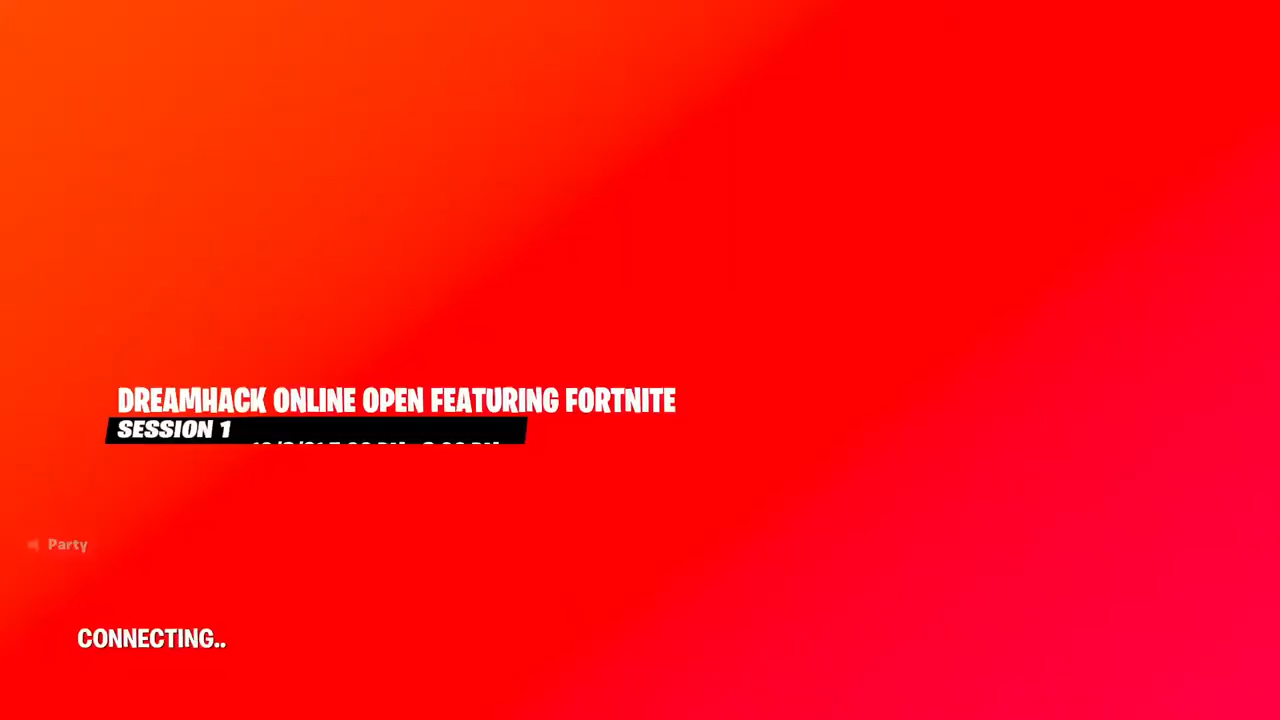 DREAMHACK ONLINE OPEN FEATURING FORTNITE
SESSION 1
Party
CONNECTING..